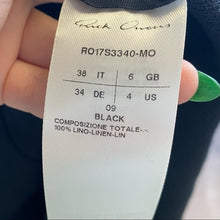 Rick Owens
RO17S3340-MO
38 IT 6 GB
34 DE 4 US
09
BLACK
COMPOSIZIONE TOTALE--
100% LINO-LINEN-LIN